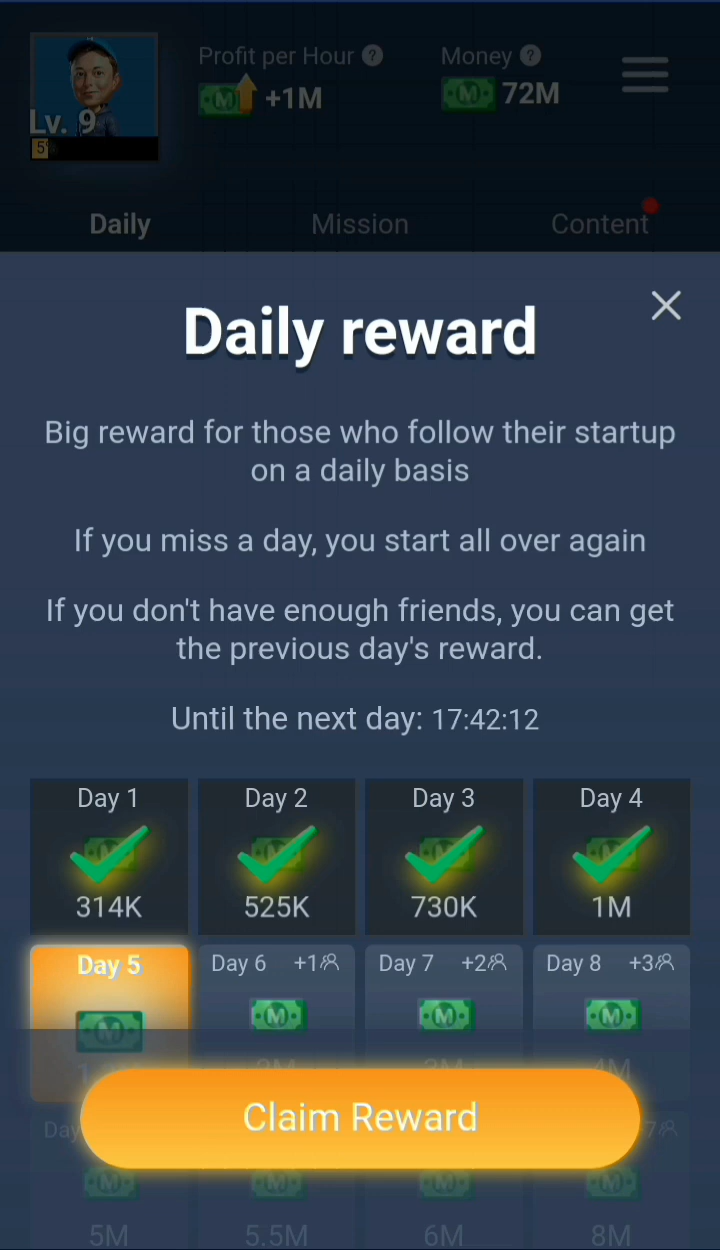 Profit per Hour ?
Money ?
M +1M
M 72M
Lv. 9
Daily
Mission
Content
Daily reward
Big reward for those who follow their startup
on a daily basis
If you miss a day, you start all over again
If you don't have enough friends, you can get
the previous day's reward.
Until the next day: 17:42:12
Day 1
Day 2
Day 3
Day 4
314K
525K
730K
1M
Day 5
Day 6 +1
Day 7 +2
Day 8 +3
M
M
M
M
Claim Reward
M
M
M
M
5M
5.5M
6M
8M